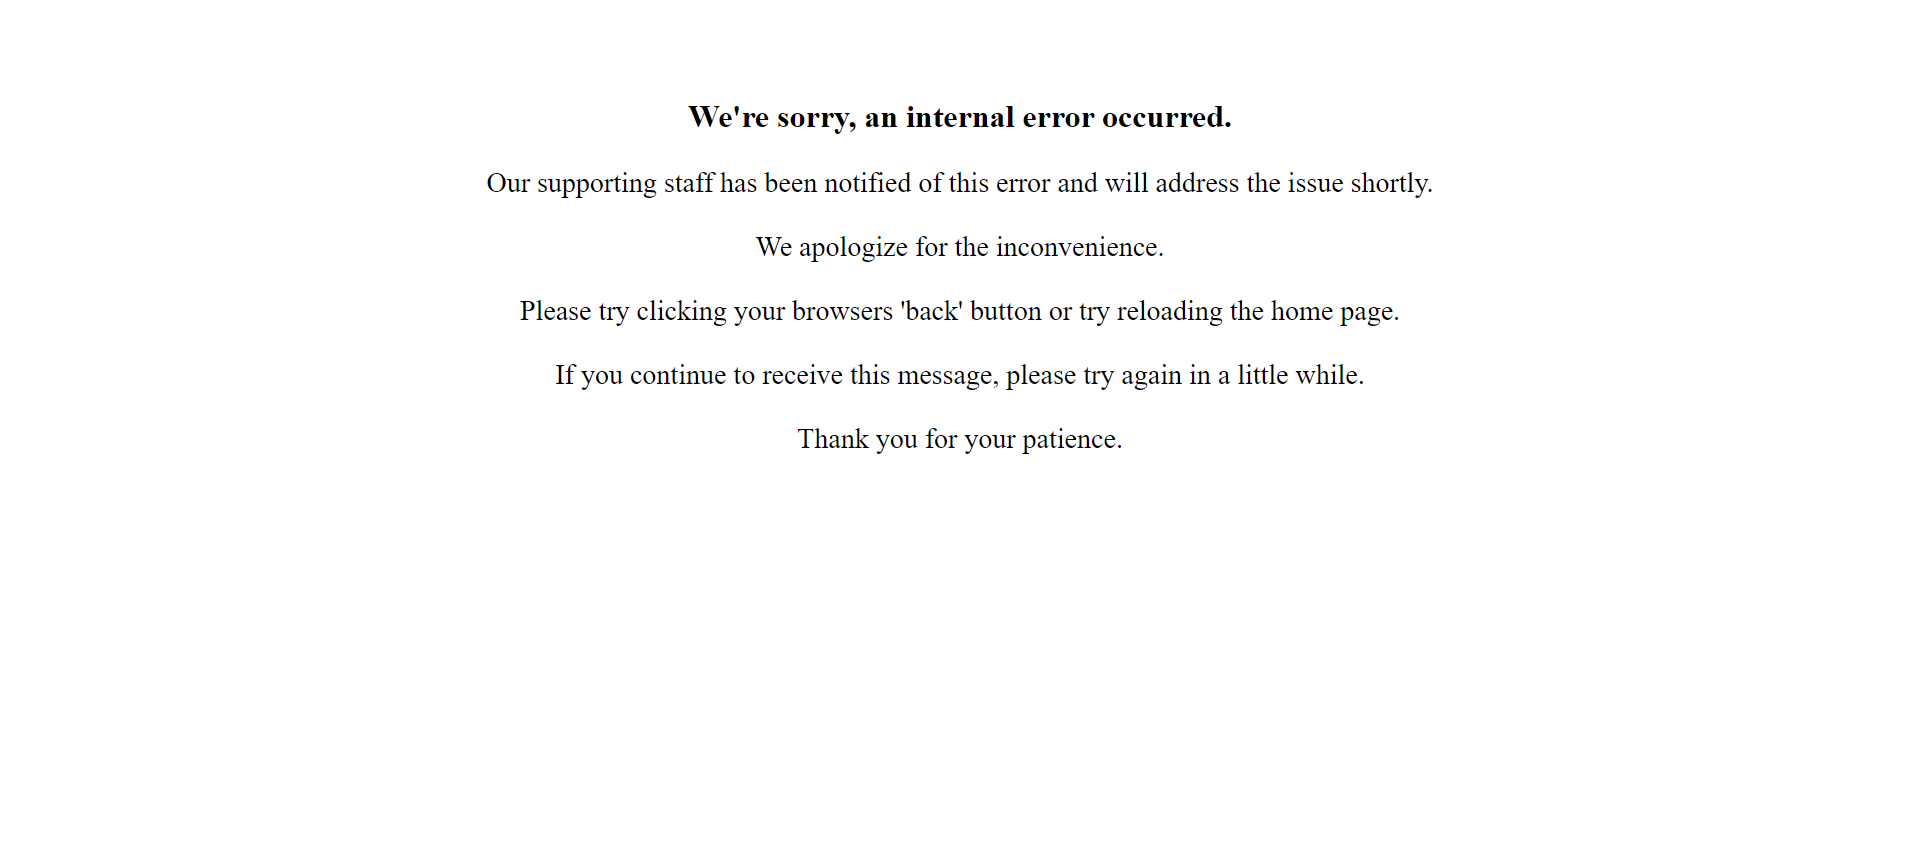 We're sorry, an internal error occurred.
Our supporting staff has been notified of this error and will address the issue shortly.
We apologize for the inconvenience.
Please try clicking your browsers 'back' button or try reloading the home page.
If you continue to receive this message, please try again in a little while.
Thank you for your patience.